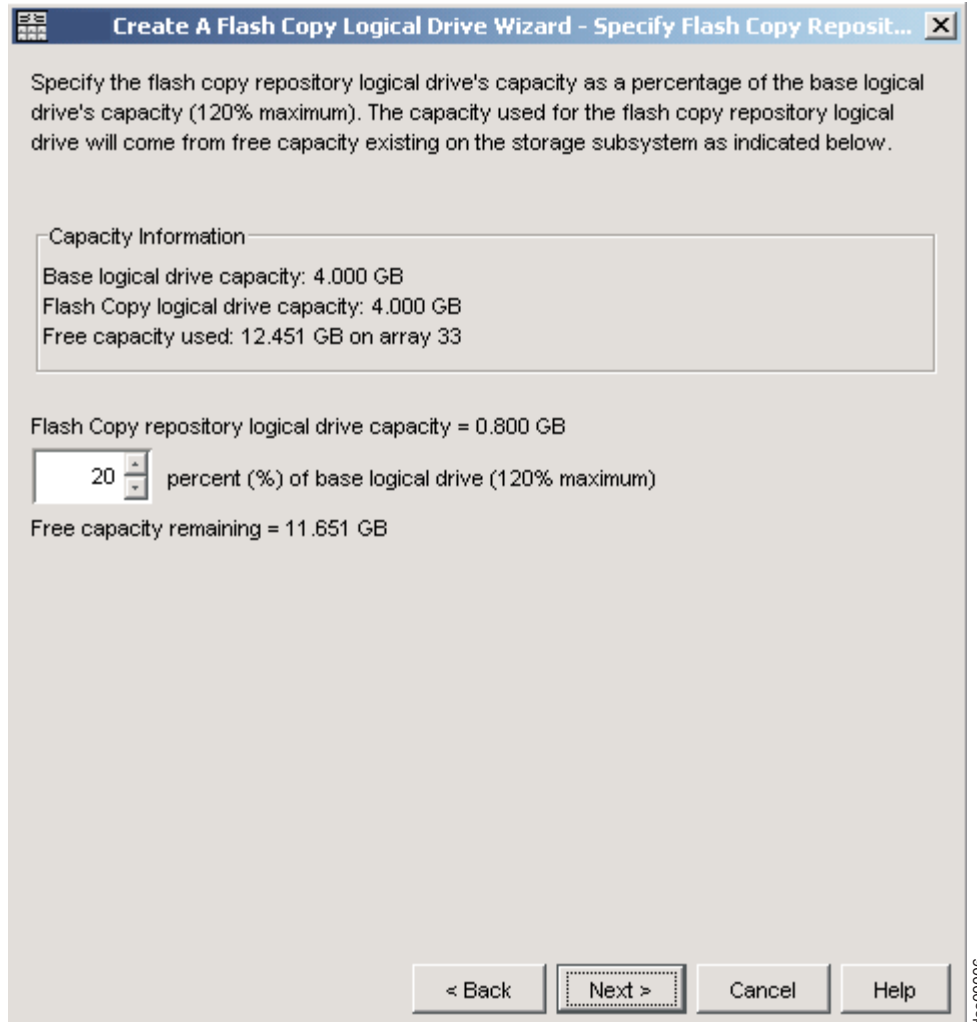 Create A Flash Copy Logical Drive Wizard - Specify Flash Copy Reposit...
Specify the flash copy repository logical drive's capacity as a percentage of the base logical
drive's capacity (120% maximum). The capacity used for the flash copy repository logical
drive will come from free capacity existing on the storage subsystem as indicated below.
Capacity Information
Base logical drive capacity: 4.000 GB
Flash Copy logical drive capacity: 4.000 GB
Free capacity used: 12.451 GB on array 33
Flash Copy repository logical drive capacity = 0.800 GB
20 percent (%) of base logical drive (120% maximum)
Free capacity remaining = 11.651 GB
< Back Next > Cancel Help